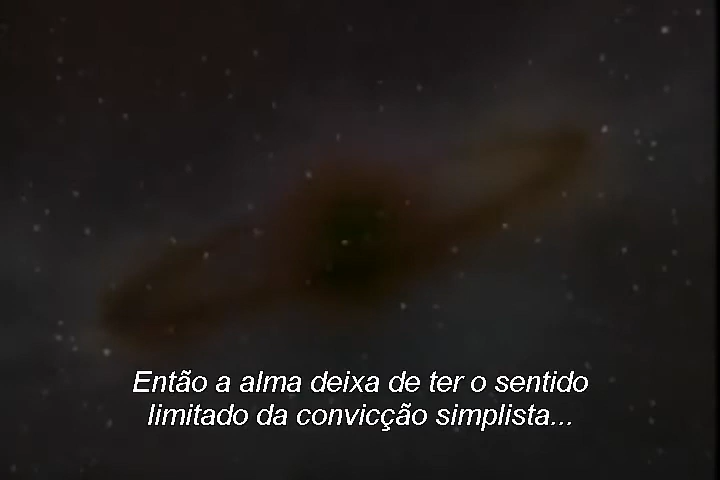 Então a alma deixa de ter o sentido
limitado da convicção simplista...